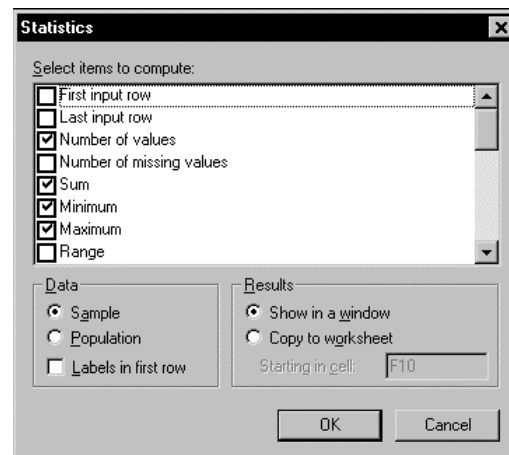 Statistics
Select items to compute:
First input row
Last input row
Number of values
Number of missing values
Sum
Minimum
Maximum
Range
Data
Sample
Population
Labels in first row
Results
Show in a window
Copy to worksheet
Starting in cell: F10
OK Cancel